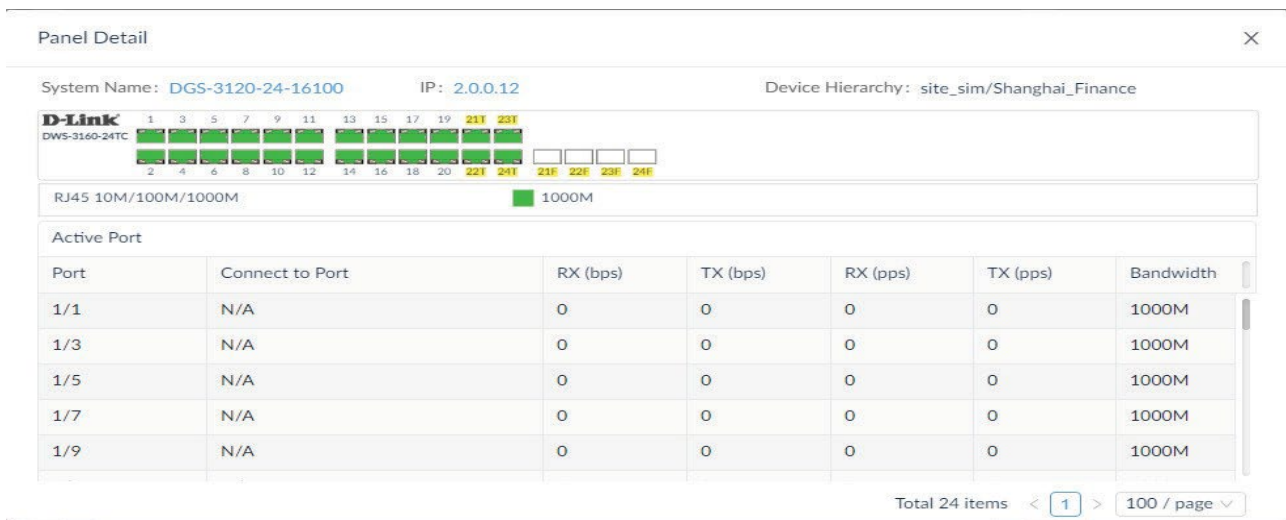 Panel Detail
System Name: DGS-3120-24-16100 IP: 2.0.0.12 Device Hierarchy: site_sim/Shanghai_Finance
D-Link 1 3 5 7 9 11 13 15 17 19 21T 23T
DWS-3160-24TC
2 4 6 8 10 12 14 16 18 20 22T 24T 21F 22F 23F 24F
RJ45 10M/100M/1000M 1000M
Active Port
Port Connect to Port RX (bps) TX (bps) RX (pps) TX (pps) Bandwidth
1/1 N/A 0 0 0 0 1000M
1/3 N/A 0 0 0 0 1000M
1/5 N/A 0 0 0 0 1000M
1/7 N/A 0 0 0 0 1000M
1/9 N/A 0 0 0 0 1000M
Total 24 items < 1 > 100 / page